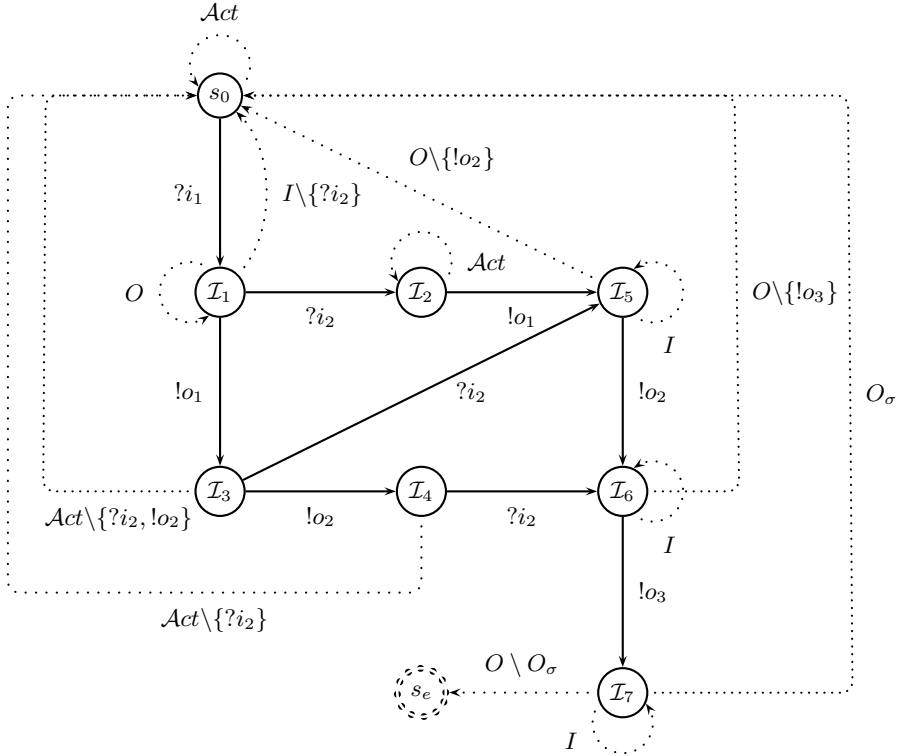 Act
s₀
O\{!o₂}
?i₁
I\{?i₂}
O
I₁
I₂
Act
I₅
O\{!o₃}
?i₂
!o₁
I
!o₁
?i₂
!o₂
O_σ
I₃
I₄
I₆
Act\{?i₂, !o₂}
!o₂
?i₂
I
!o₃
Act\{?i₂}
O \ O_σ
s_e
I₇
I